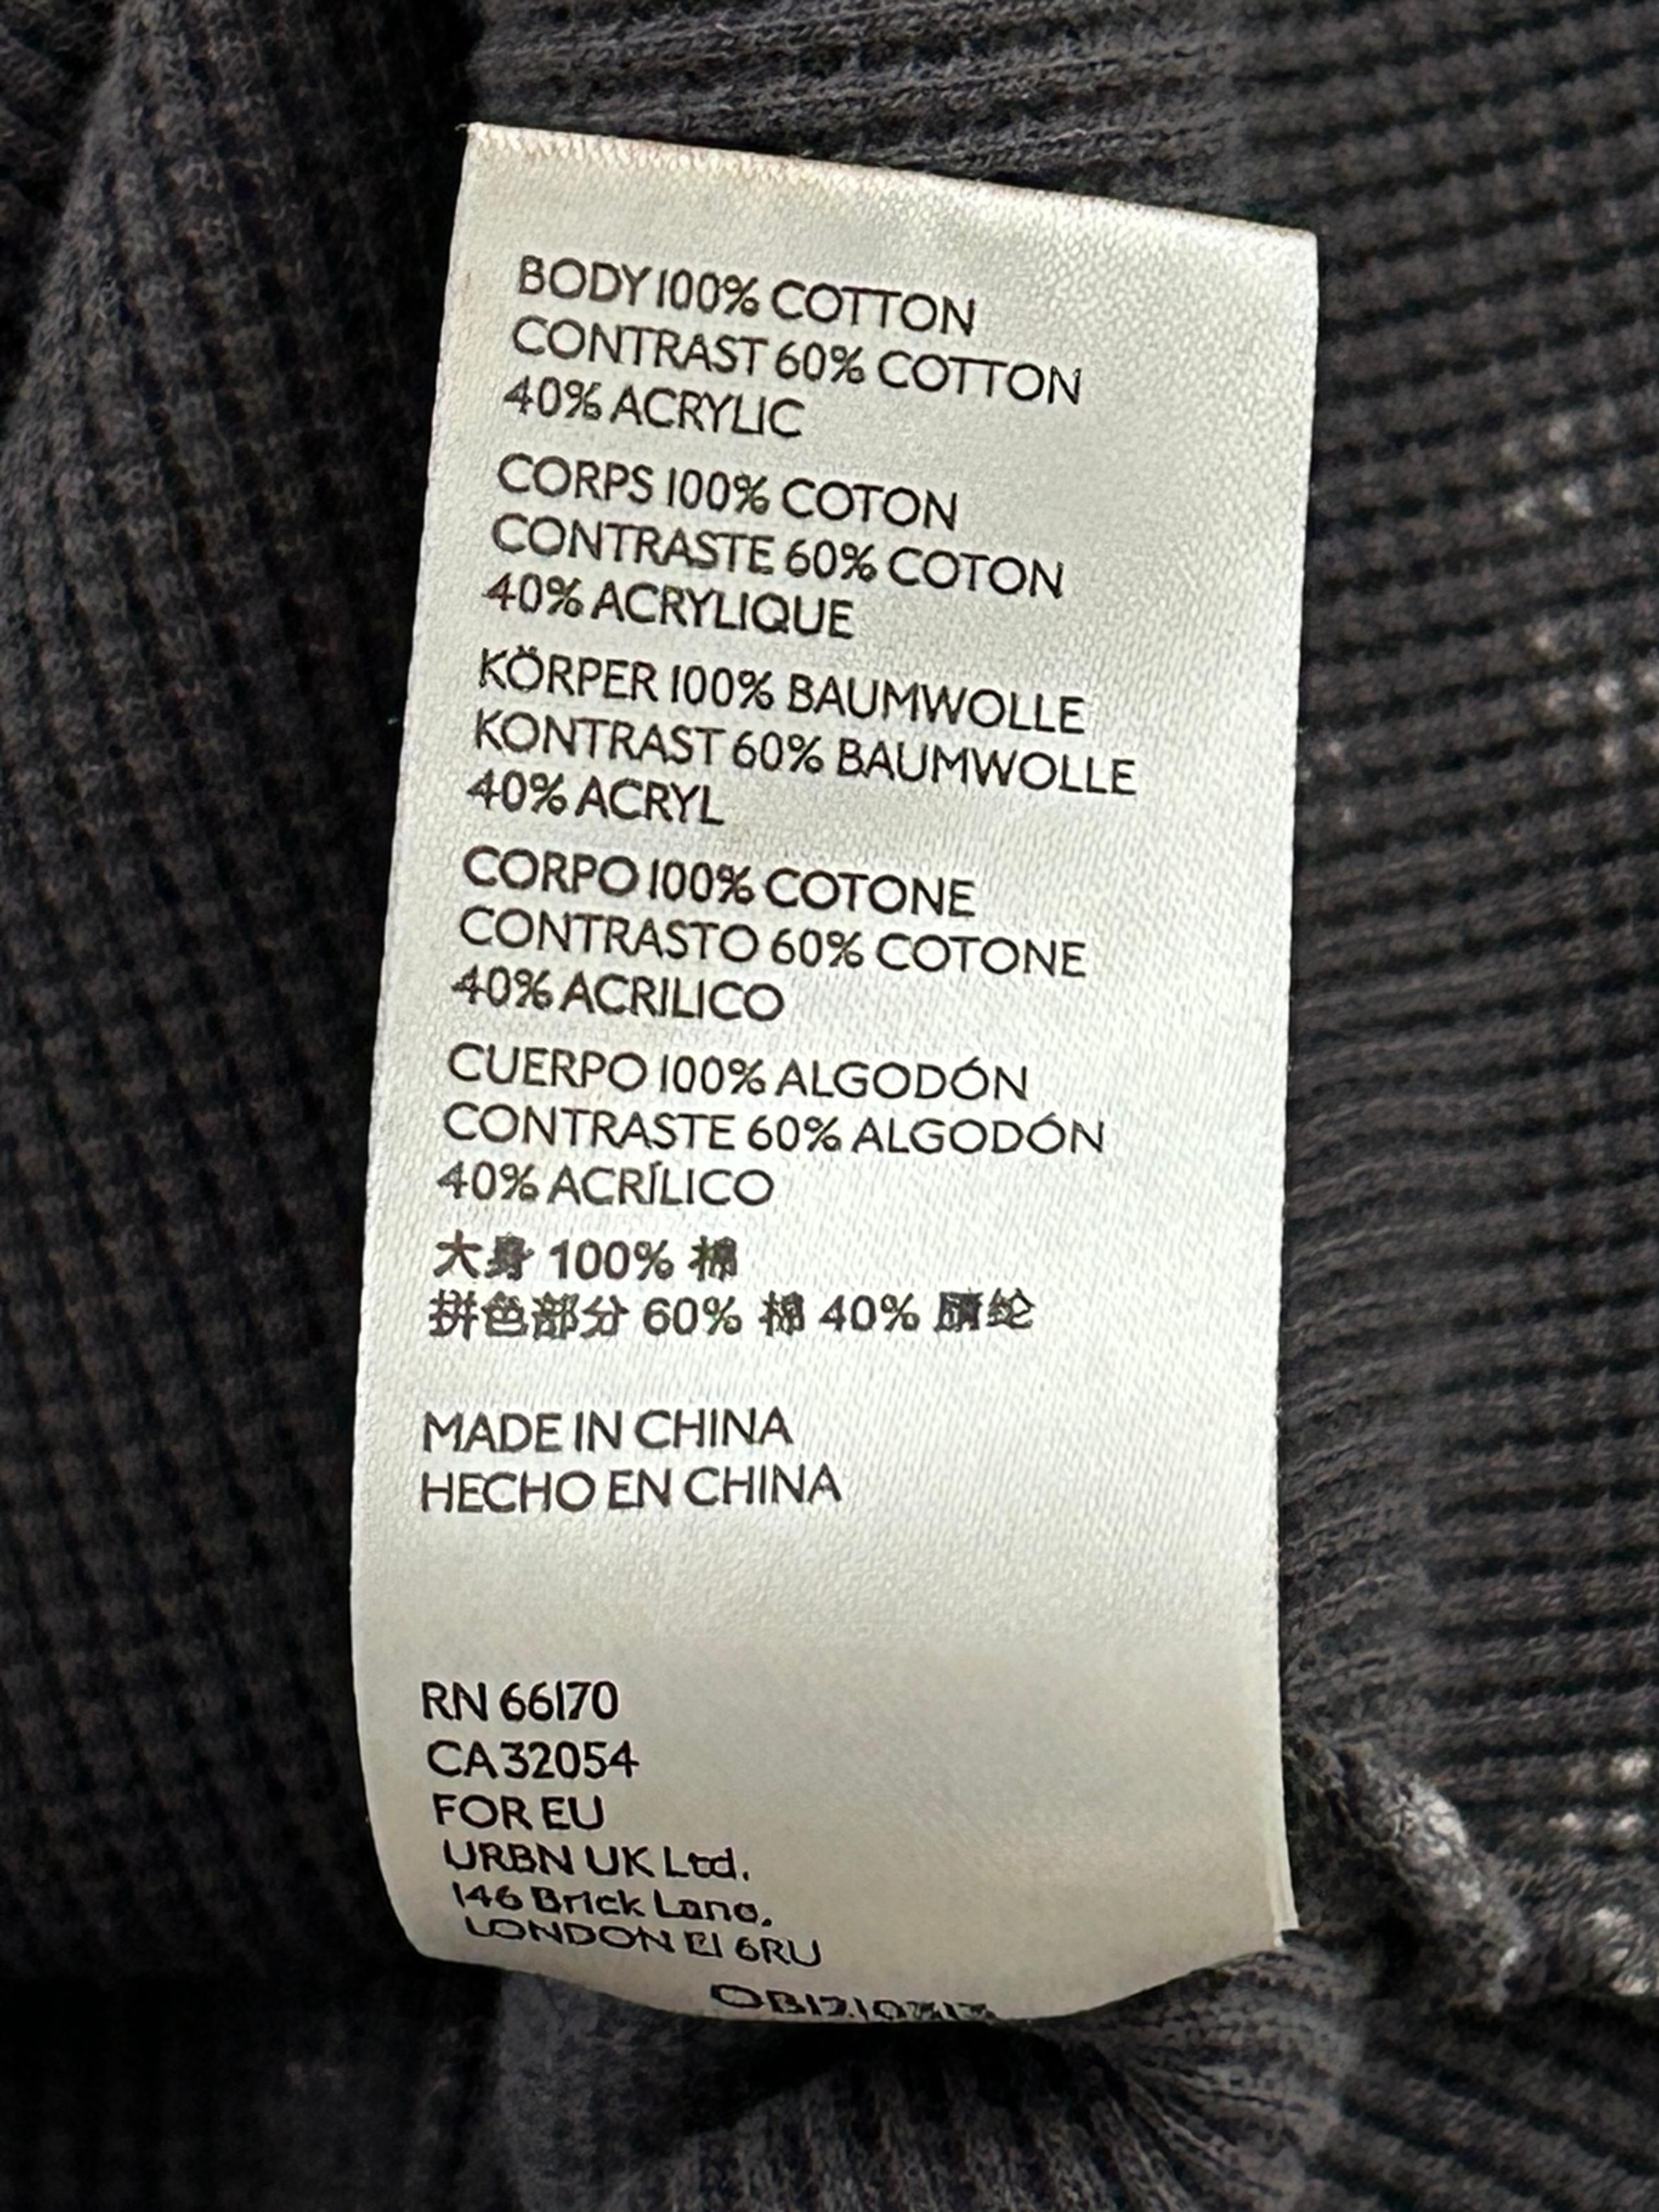 BODY 100% COTTON
CONTRAST 60% COTTON
40% ACRYLIC
CORPS 100% COTON
CONTRASTE 60% COTON
40% ACRYLIQUE
KÖRPER 100% BAUMWOLLE
KONTRAST 60% BAUMWOLLE
40% ACRYL
CORPO 100% COTONE
CONTRASTO 60% COTONE
40% ACRILICO
CUERPO 100% ALGODÓN
CONTRASTE 60% ALGODÓN
40% ACRÍLICO
大身 100% 棉
拼色部分 60% 棉 40% 腈纶
MADE IN CHINA
HECHO EN CHINA
RN 66170
CA 32054
FOR EU
URBN UK Ltd.
146 Brick Lane,
LONDON E1 6RU